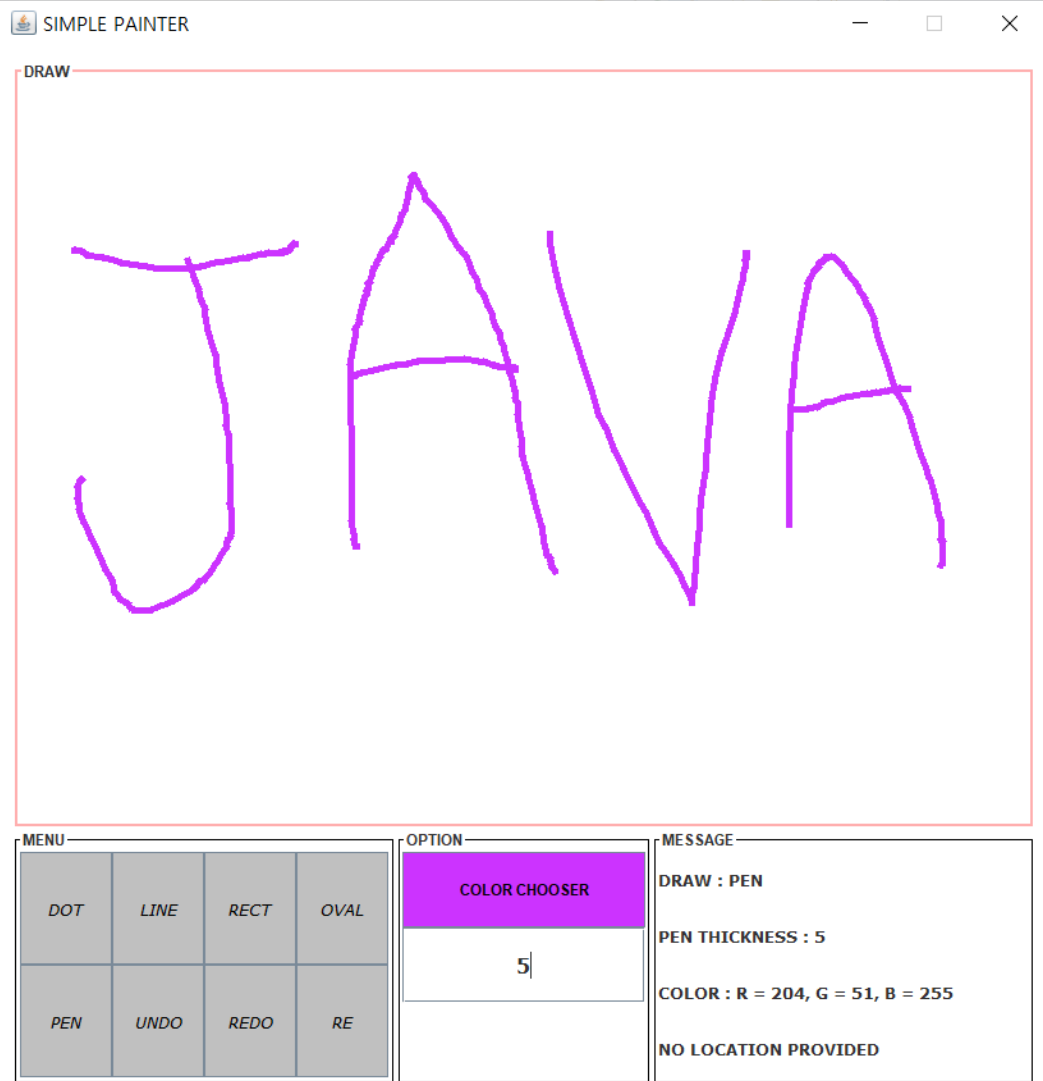 SIMPLE PAINTER
DRAW
JAVA
MENU
DOT LINE RECT OVAL
PEN UNDO REDO RE
OPTION
COLOR CHOOSER
5
MESSAGE
DRAW : PEN
PEN THICKNESS : 5
COLOR : R = 204, G = 51, B = 255
NO LOCATION PROVIDED